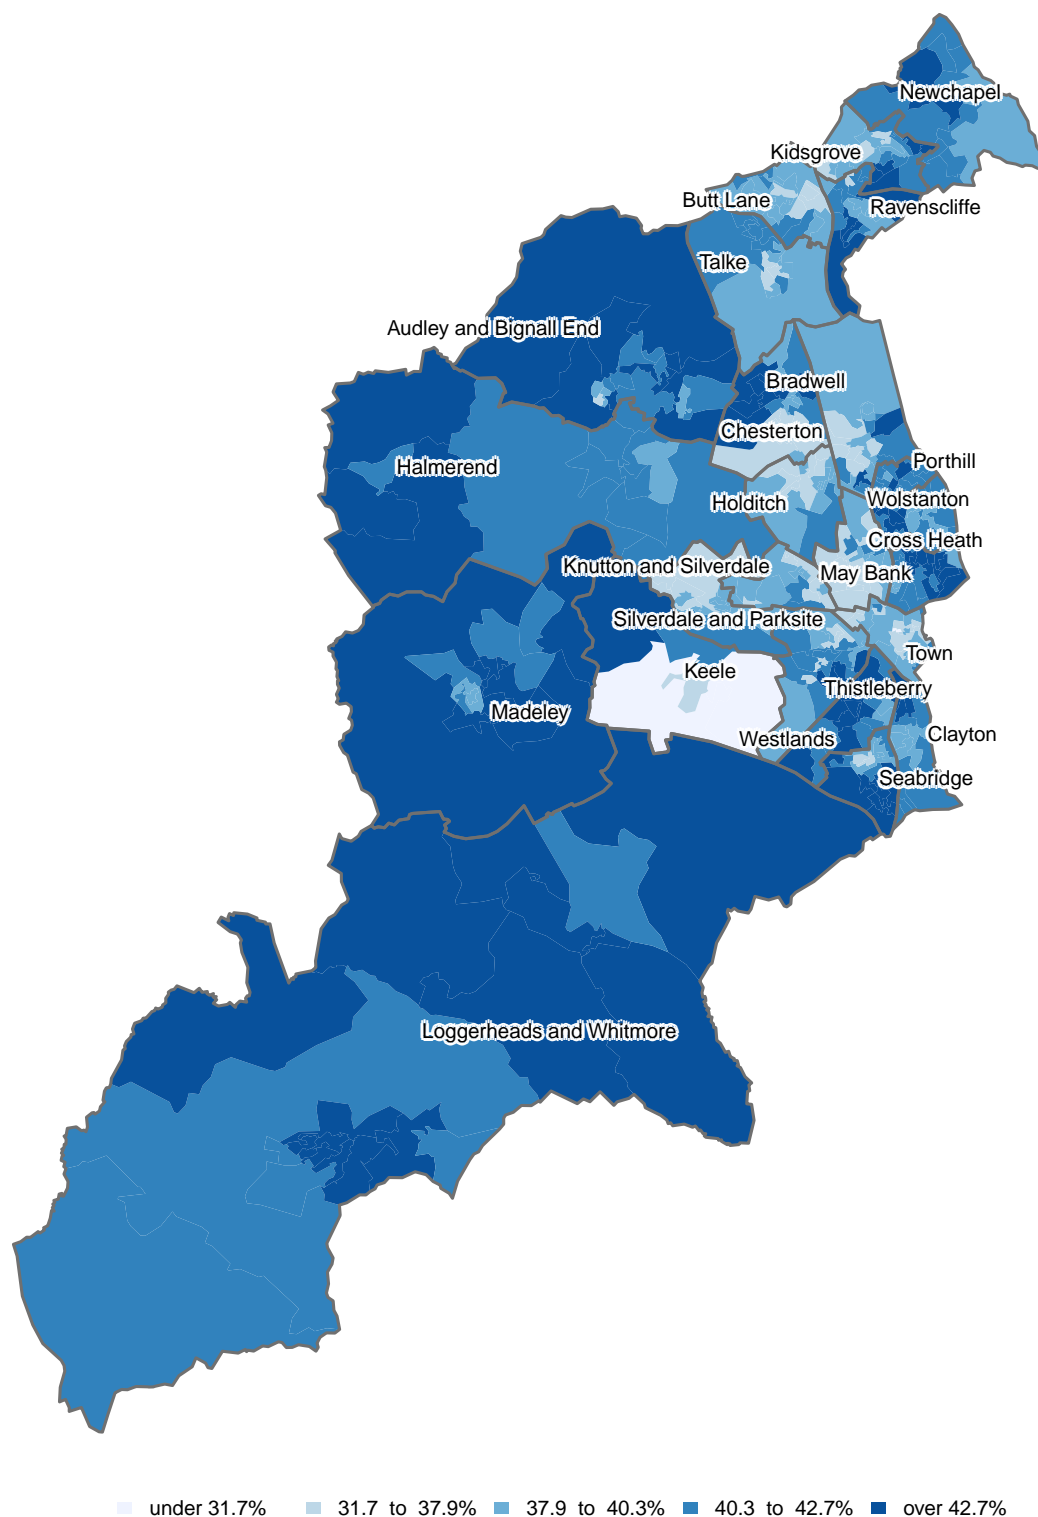 Newchapel
Kidsgrove
Butt Lane
Ravenscliffe
Talke
Audley and Bignall End
Bradwell
Chesterton
Porthill
Halmerend
Wolstanton
Holditch
Cross Heath
Knutton and Silverdale
May Bank
Silverdale and Parksite
Town
Keele
Thistleberry
Madeley
Clayton
Westlands
Seabridge
Loggerheads and Whitmore
under 31.7% 31.7 to 37.9% 37.9 to 40.3% 40.3 to 42.7% over 42.7%